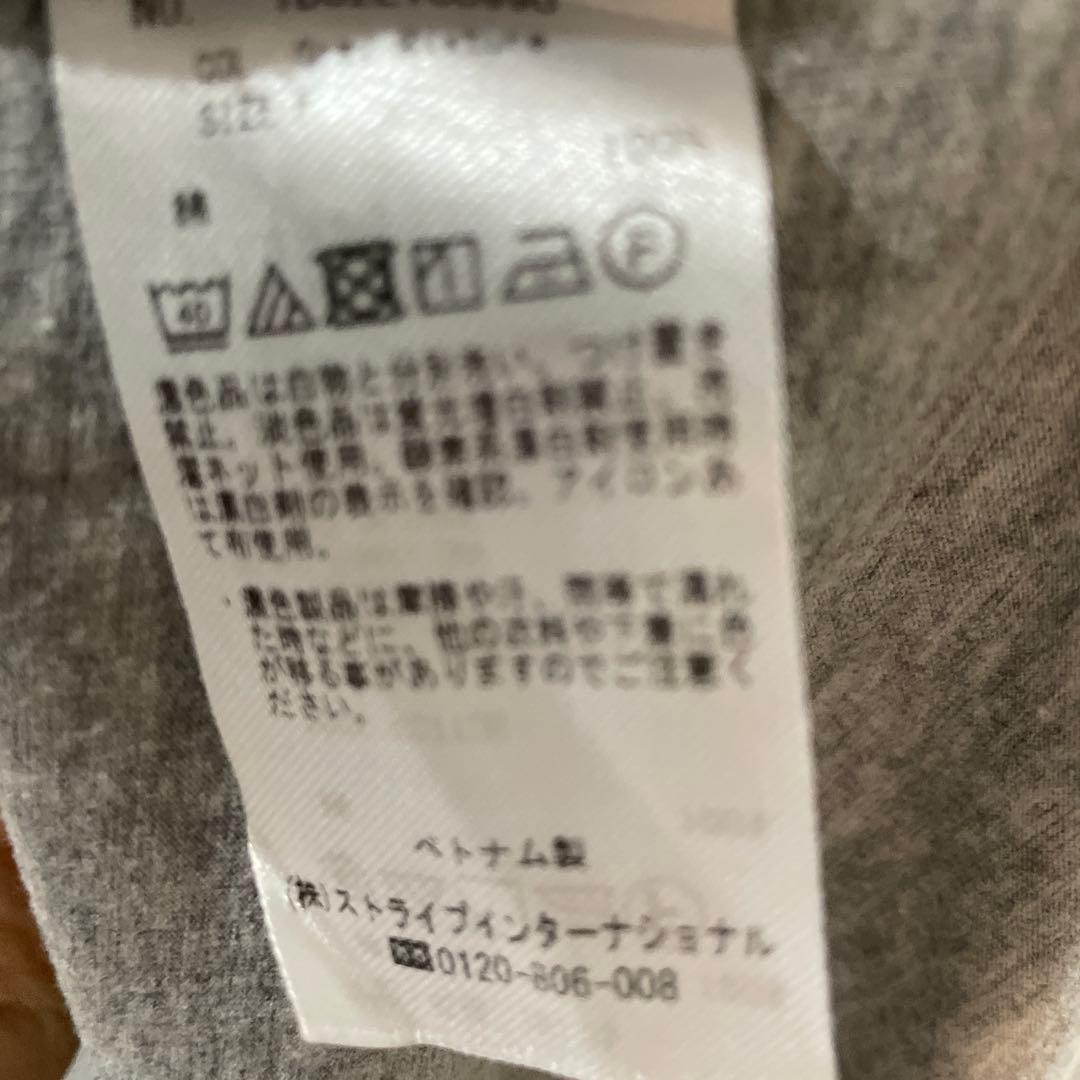 NO.
COL
SIZE F
100%
綿
40
F
濃色品は白物と分け洗い、つけ置き
禁止。淡色品は蛍光増白剤禁止。洗
濯ネット使用。酸素系漂白剤使用時
は漂白剤の表示を確認。アイロン当
て布使用。
・濃色製品は摩擦や汗、雨等で濡れ
た時などに、他の衣料や下着に色
が移る事がありますのでご注意く
ださい。
ベトナム製
(株)ストライプインターナショナル
0120-806-008